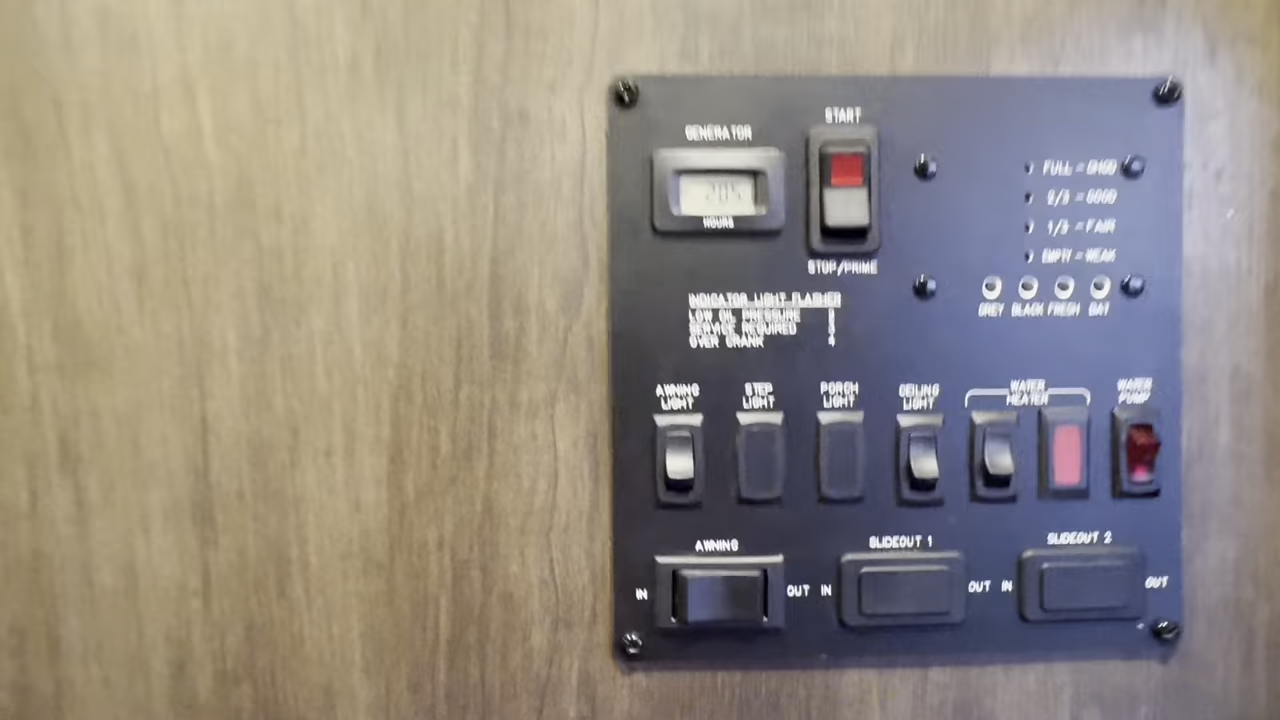 GENERATOR
HOURS
START
STOP/PRIME
FULL = GOOD
2/3 = GOOD
1/3 = FAIR
EMPTY = WEAK
GREY BLACK FRESH BAT
INDICATOR LIGHT FLASHER
LOW OIL PRESSURE
SERVICE REQUIRED 3
OVER CRANK 4
AWNING LIGHT
STEP LIGHT
PORCH LIGHT
CEILING LIGHT
WATER HEATER
WATER PUMP
AWNING
IN OUT
SLIDEOUT 1
IN OUT
SLIDEOUT 2
IN OUT